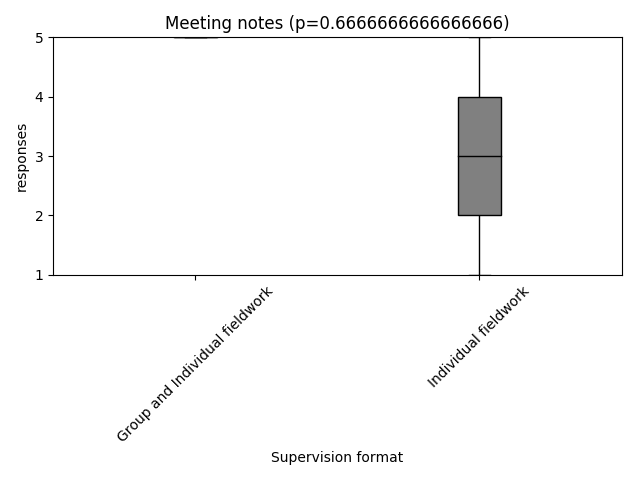 Meeting notes (p=0.6666666666666666)
responses
5
4
3
2
1
Group and Individual fieldwork
Individual fieldwork
Supervision format